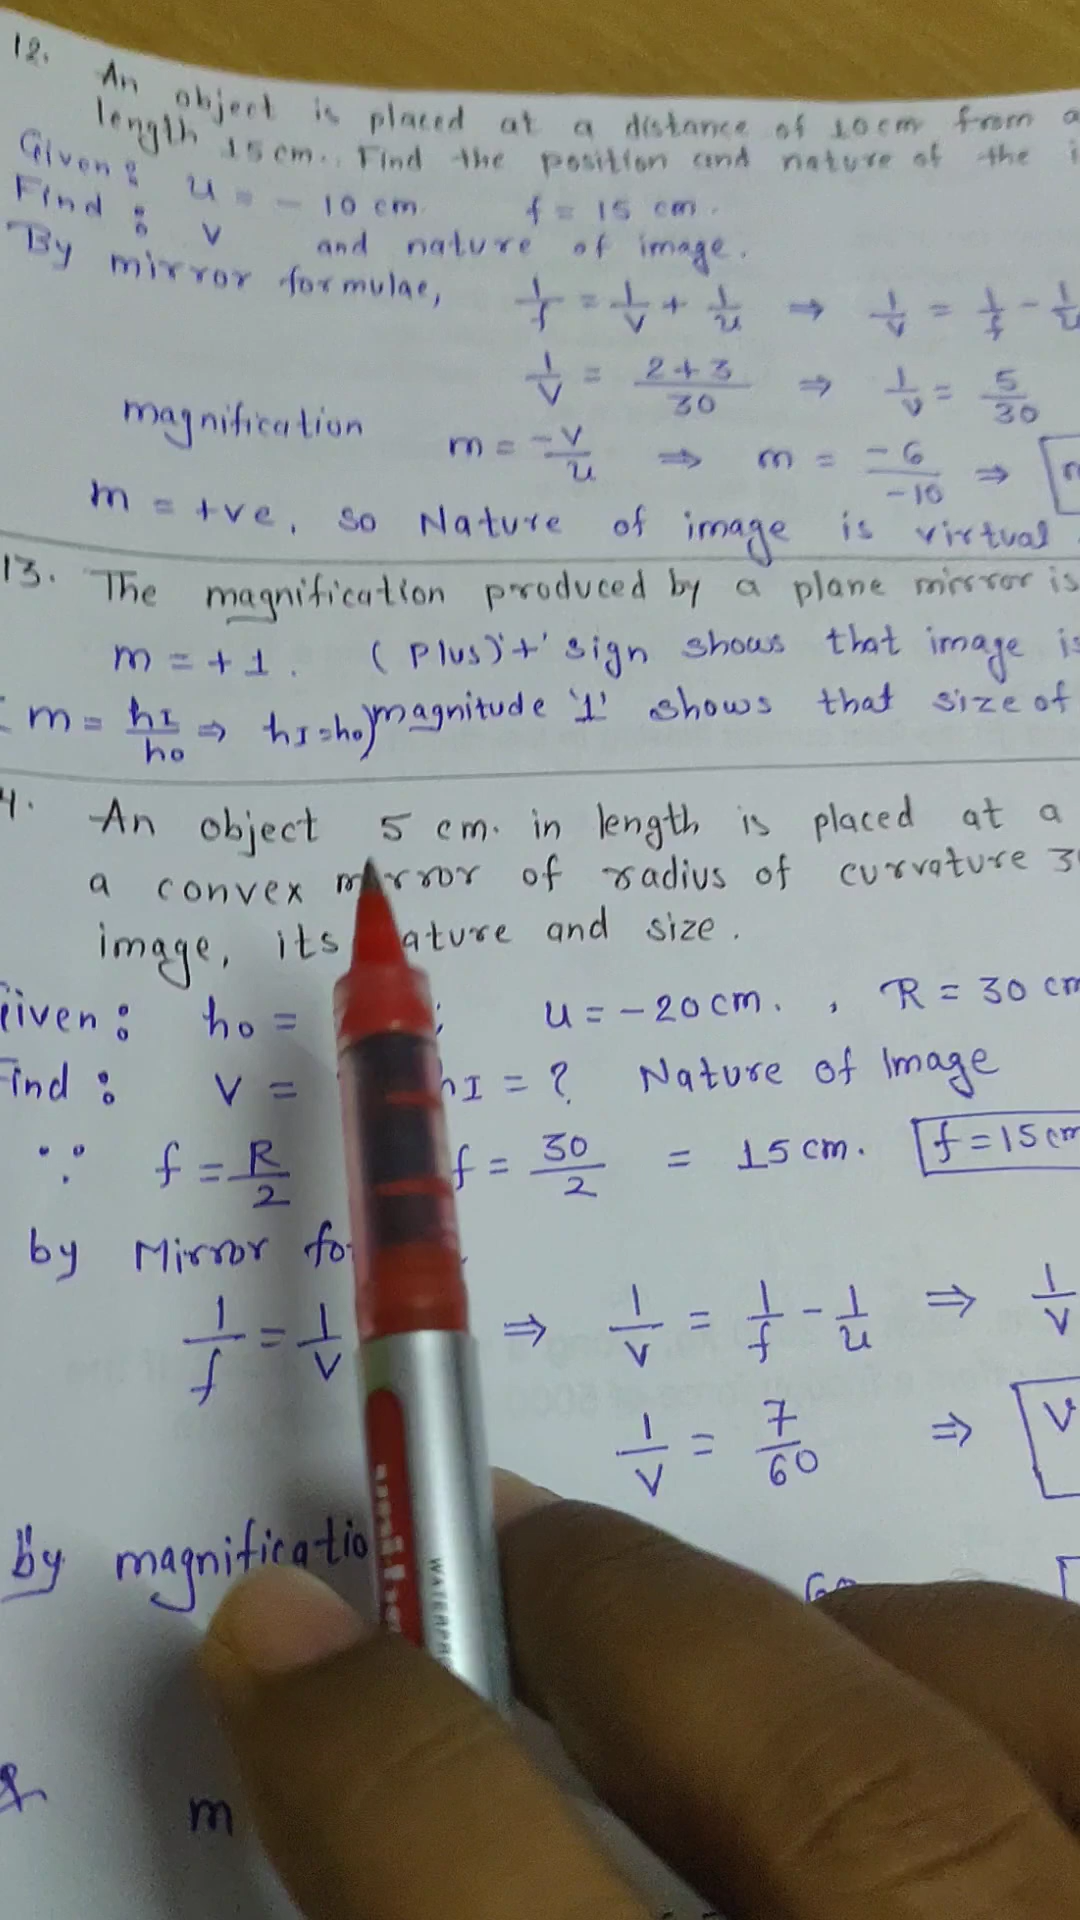 12. An object is placed at a distance of 10 cm from a
length 15 cm.. Find the position and nature of the i
Given : u = - 10 cm. f = 15 cm.
Find : v and nature of image.
By mirror formulae, 1/f = 1/v + 1/u ⇒ 1/v = 1/f - 1/u
1/v = 2+3/30 ⇒ 1/v = 5/30
magnification m = -v/u ⇒ m = -6/-10 ⇒
m = +ve, so Nature of image is virtual
13. The magnification produced by a plane mirror is
m = +1. (Plus) '+' sign shows that image is
m = hI/ho ⇒ hI = ho) magnitude '1' shows that size of
4. An object 5 cm. in length is placed at a
a convex mirror of radius of curvature 3
image, its nature and size.
Given : ho = ; u = -20 cm. , R = 30 cm
Find : v = hI = ? Nature of Image
∵ f = R/2 f = 30/2 = 15 cm. f = 15 cm
by Mirror fo
1/f = 1/v ⇒ 1/v = 1/f - 1/u ⇒ 1/v
1/v = 7/60 ⇒ v
By magnificatio
60
& m
WATERPR